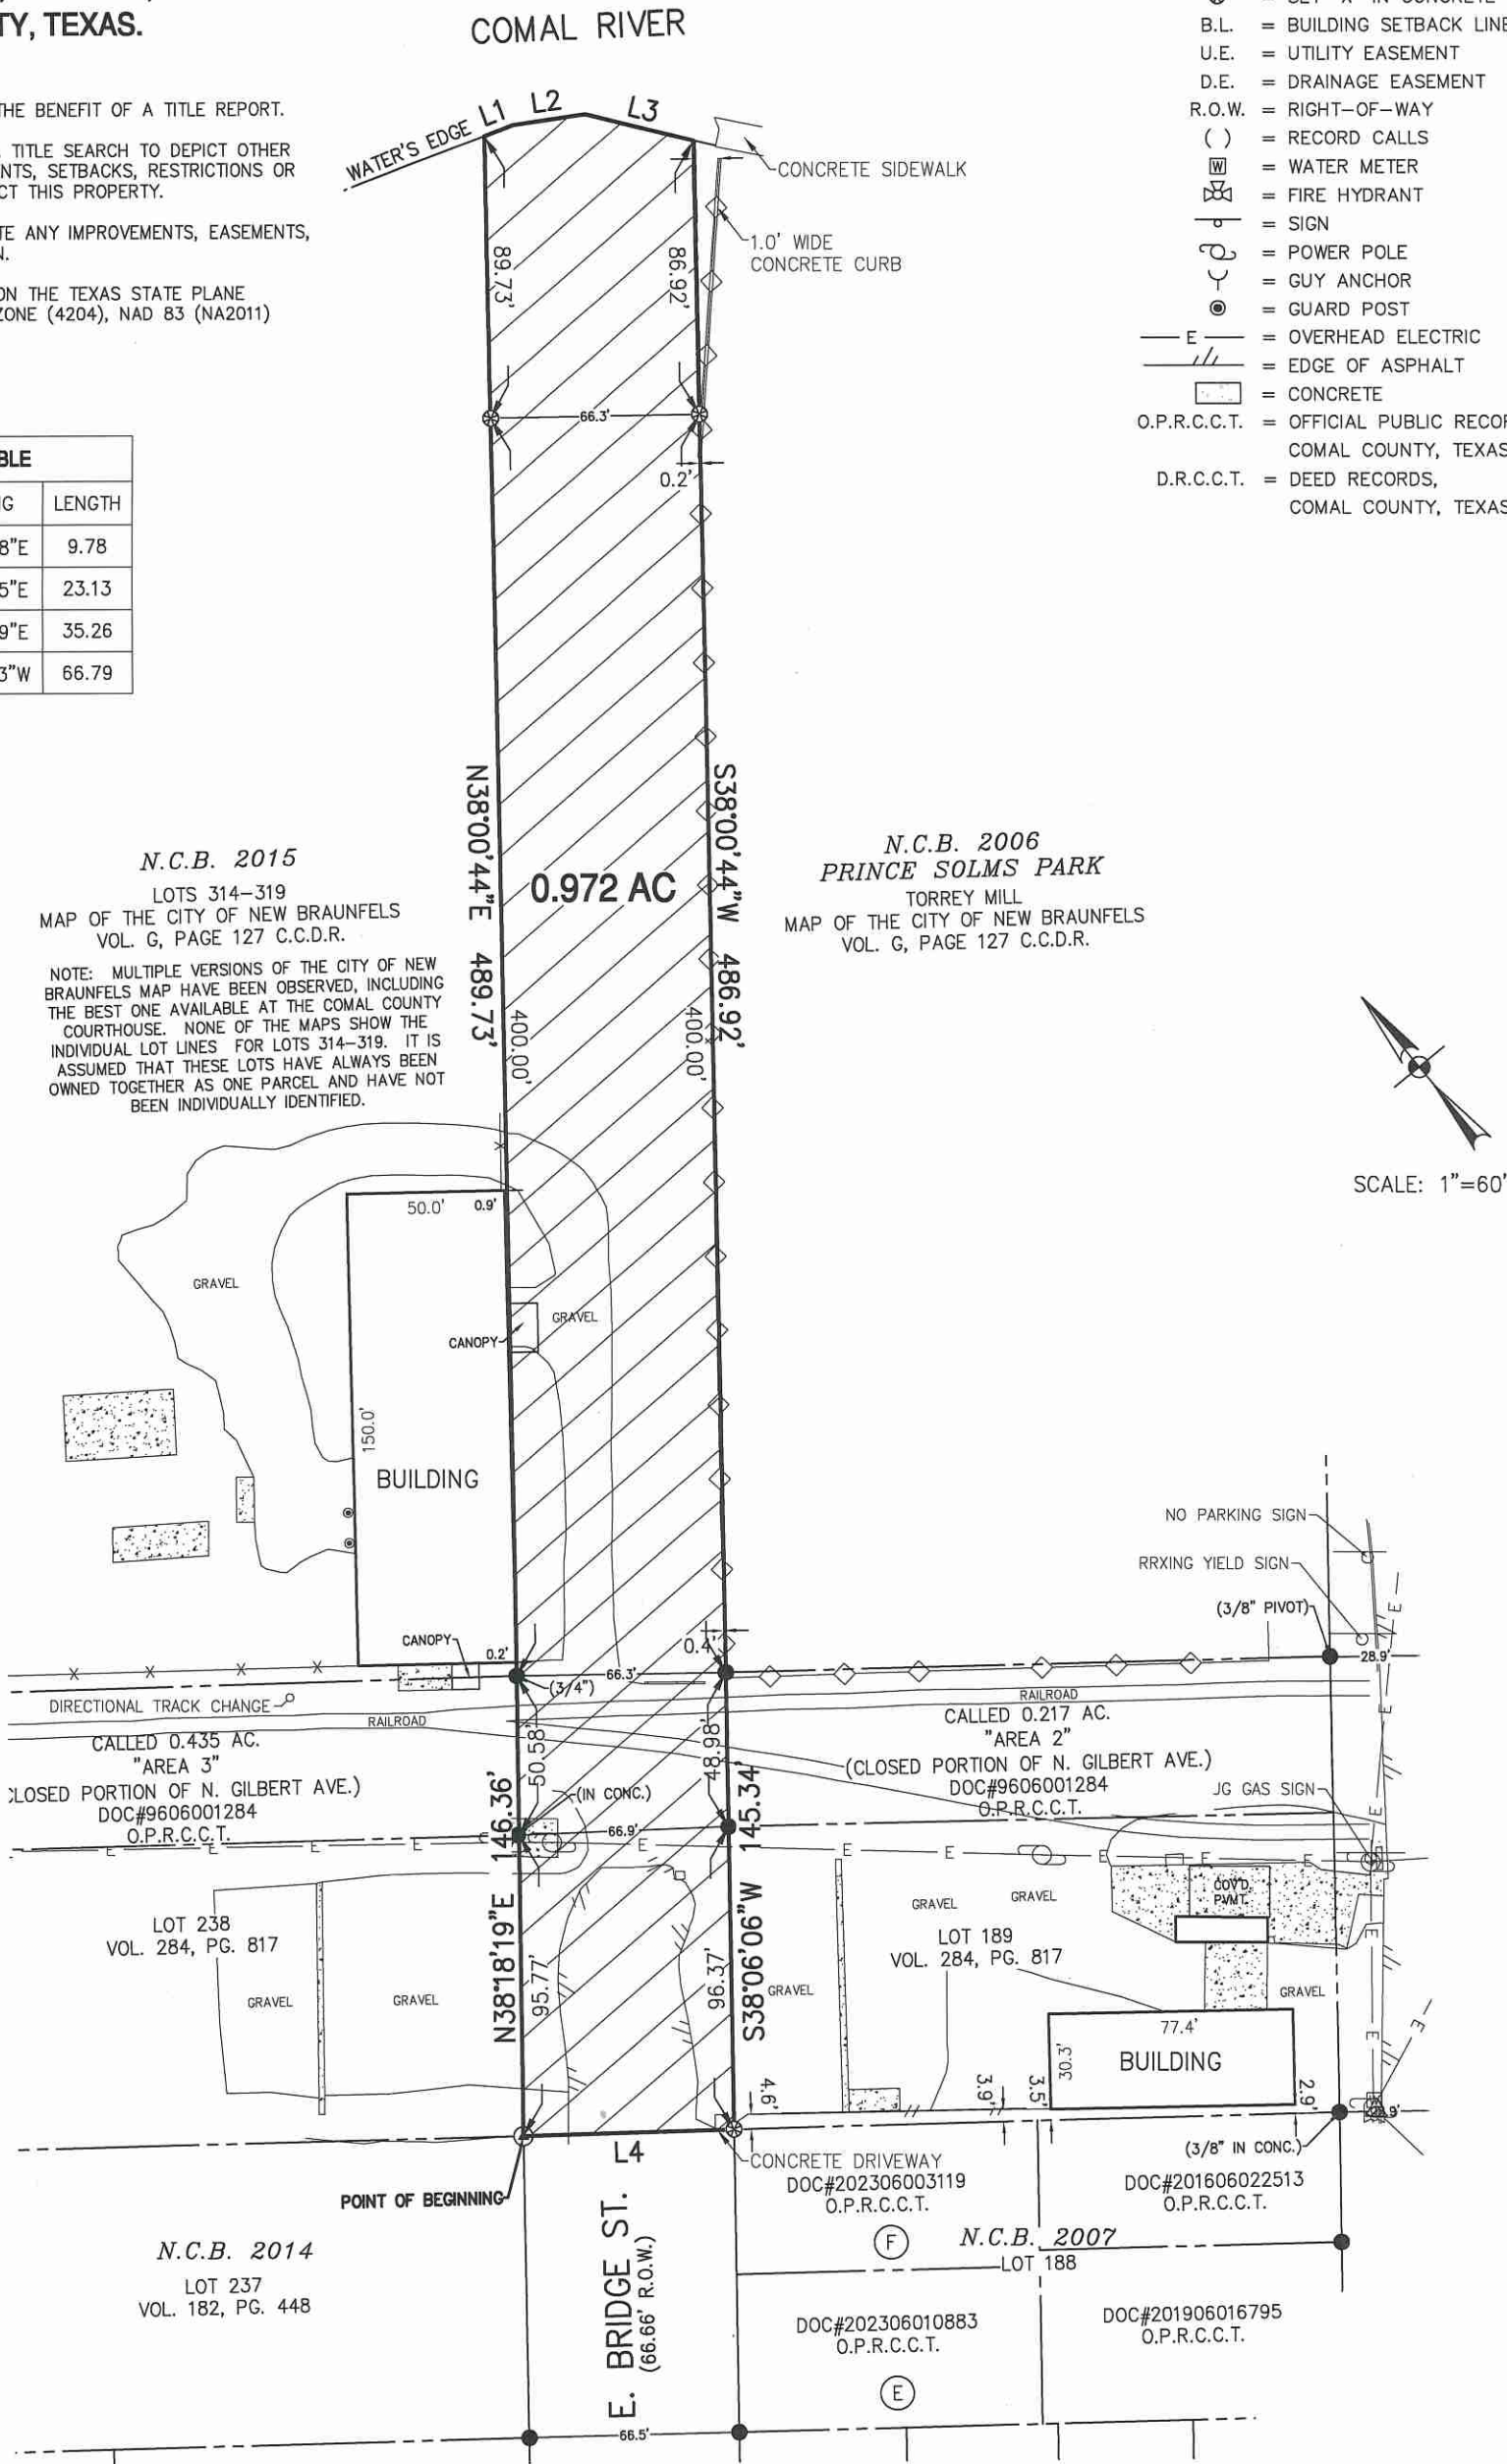 TY, TEXAS.
THE BENEFIT OF A TITLE REPORT.
TITLE SEARCH TO DEPICT OTHER
NTS, SETBACKS, RESTRICTIONS OR
CT THIS PROPERTY.
TE ANY IMPROVEMENTS, EASEMENTS,
N.
ON THE TEXAS STATE PLANE
ZONE (4204), NAD 83 (NA2011)
BLE
G LENGTH
8"E 9.78
5"E 23.13
9"E 35.26
3"W 66.79
COMAL RIVER
WATER'S EDGE
L1
L2
L3
CONCRETE SIDEWALK
1.0' WIDE
CONCRETE CURB
89.73'
86.92'
66.3'
0.2'
B.L. = BUILDING SETBACK LINE
U.E. = UTILITY EASEMENT
D.E. = DRAINAGE EASEMENT
R.O.W. = RIGHT-OF-WAY
( ) = RECORD CALLS
W = WATER METER
= FIRE HYDRANT
= SIGN
= POWER POLE
= GUY ANCHOR
= GUARD POST
E = OVERHEAD ELECTRIC
= EDGE OF ASPHALT
= CONCRETE
O.P.R.C.C.T. = OFFICIAL PUBLIC RECOR
COMAL COUNTY, TEXAS
D.R.C.C.T. = DEED RECORDS,
COMAL COUNTY, TEXAS
N38°00'44"E 489.73'
S38°00'44"W 486.92'
0.972 AC
400.00'
400.00'
N.C.B. 2015
LOTS 314-319
MAP OF THE CITY OF NEW BRAUNFELS
VOL. G, PAGE 127 C.C.D.R.
NOTE: MULTIPLE VERSIONS OF THE CITY OF NEW
BRAUNFELS MAP HAVE BEEN OBSERVED, INCLUDING
THE BEST ONE AVAILABLE AT THE COMAL COUNTY
COURTHOUSE. NONE OF THE MAPS SHOW THE
INDIVIDUAL LOT LINES FOR LOTS 314-319. IT IS
ASSUMED THAT THESE LOTS HAVE ALWAYS BEEN
OWNED TOGETHER AS ONE PARCEL AND HAVE NOT
BEEN INDIVIDUALLY IDENTIFIED.
N.C.B. 2006
PRINCE SOLMS PARK
TORREY MILL
MAP OF THE CITY OF NEW BRAUNFELS
VOL. G, PAGE 127 C.C.D.R.
SCALE: 1"=60'
50.0'
0.9'
GRAVEL
GRAVEL
CANOPY
150.0'
BUILDING
CANOPY
0.2'
0.4'
66.3'
(3/4")
NO PARKING SIGN
RRXING YIELD SIGN
(3/8" PIVOT)
28.9'
DIRECTIONAL TRACK CHANGE
RAILROAD
RAILROAD
CALLED 0.435 AC.
"AREA 3"
CLOSED PORTION OF N. GILBERT AVE.)
DOC#9606001284
O.P.R.C.C.T.
CALLED 0.217 AC.
"AREA 2"
(CLOSED PORTION OF N. GILBERT AVE.)
DOC#9606001284
O.P.R.C.C.T.
JG GAS SIGN
50.58'
48.98'
(IN CONC.)
66.9'
E E E E E E E E E
N38°18'19"E 146.36'
S38°06'06"W 145.34'
95.77'
96.37'
LOT 238
VOL. 284, PG. 817
GRAVEL
GRAVEL
GRAVEL
GRAVEL
GRAVEL
LOT 189
VOL. 284, PG. 817
COV'D.
PVMT.
GRAVEL
77.4'
30.3'
BUILDING
4.6'
3.9'
3.5'
2.9'
28.9'
(3/8" IN CONC.)
L4
CONCRETE DRIVEWAY
POINT OF BEGINNING
DOC#202306003119
O.P.R.C.C.T.
DOC#201606022513
O.P.R.C.C.T.
E. BRIDGE ST.
(66.66' R.O.W.)
N.C.B. 2014
LOT 237
VOL. 182, PG. 448
F
N.C.B. 2007
LOT 188
DOC#202306010883
O.P.R.C.C.T.
DOC#201906016795
O.P.R.C.C.T.
E
66.5'